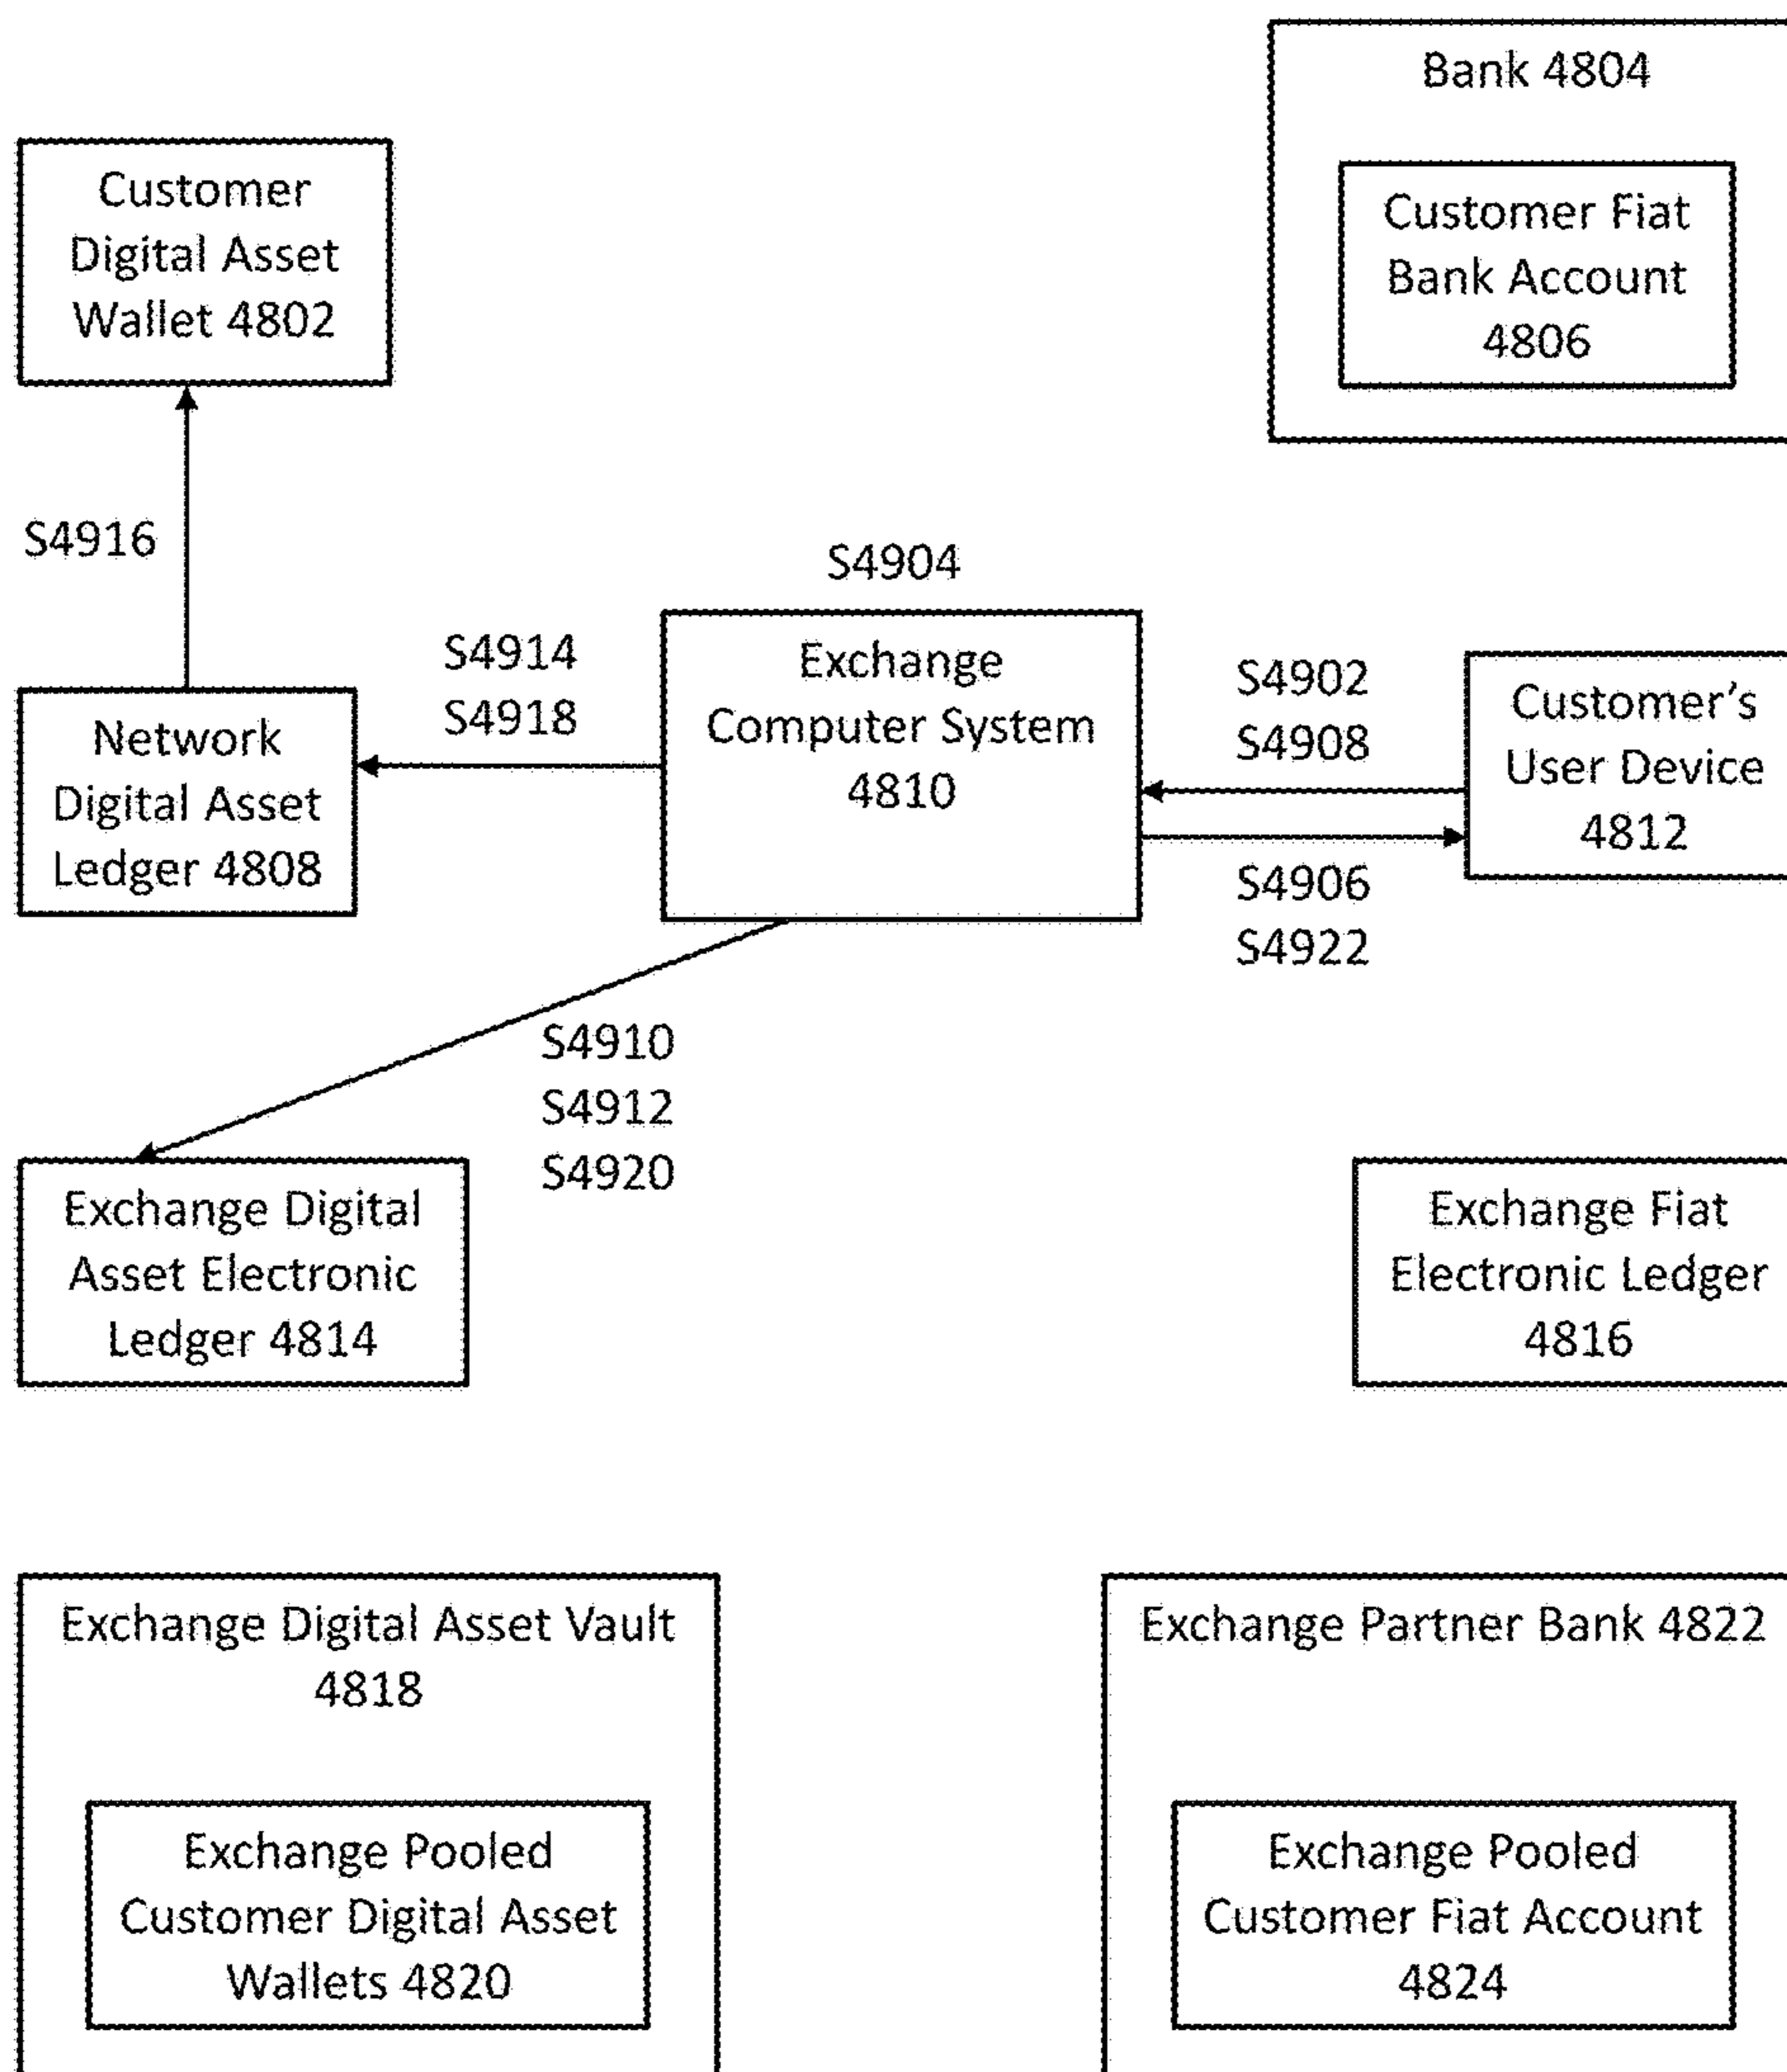 Bank 4804
Customer Fiat
Bank Account
4806
Customer
Digital Asset
Wallet 4802
S4916
S4904
S4914
S4918
Exchange
Computer System
4810
S4902
S4908
Customer's
User Device
4812
Network
Digital Asset
Ledger 4808
S4906
S4922
S4910
S4912
S4920
Exchange Digital
Asset Electronic
Ledger 4814
Exchange Fiat
Electronic Ledger
4816
Exchange Digital Asset Vault
4818
Exchange Pooled
Customer Digital Asset
Wallets 4820
Exchange Partner Bank 4822
Exchange Pooled
Customer Fiat Account
4824